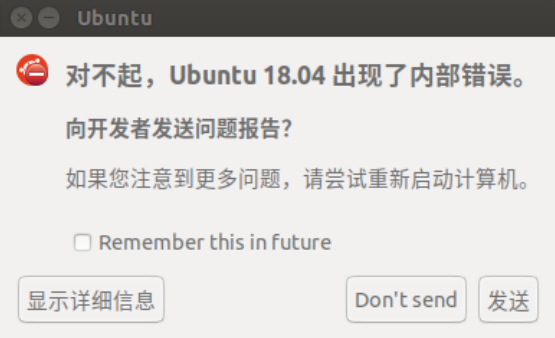 Ubuntu
对不起，Ubuntu 18.04 出现了内部错误。
向开发者发送问题报告？
如果您注意到更多问题，请尝试重新启动计算机。
Remember this in future
显示详细信息
Don't send
发送